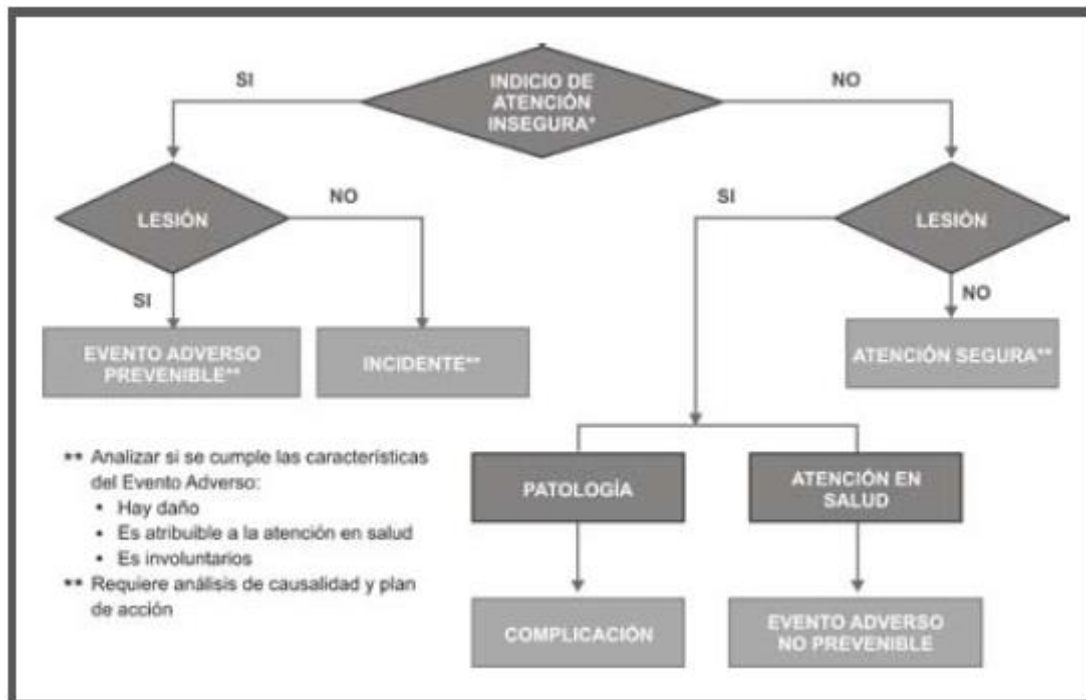 INDICIO DE
ATENCIÓN
INSEGURA*
SI
NO
LESIÓN
NO
SI
LESIÓN
SI
NO
EVENTO ADVERSO
PREVENIBLE**
INCIDENTE**
ATENCIÓN SEGURA**
** Analizar si se cumple las características
del Evento Adverso:
• Hay daño
• Es atribuible a la atención en salud
• Es involuntarios
** Requiere análisis de causalidad y plan
de acción
PATOLOGÍA
ATENCIÓN EN
SALUD
COMPLICACIÓN
EVENTO ADVERSO
NO PREVENIBLE